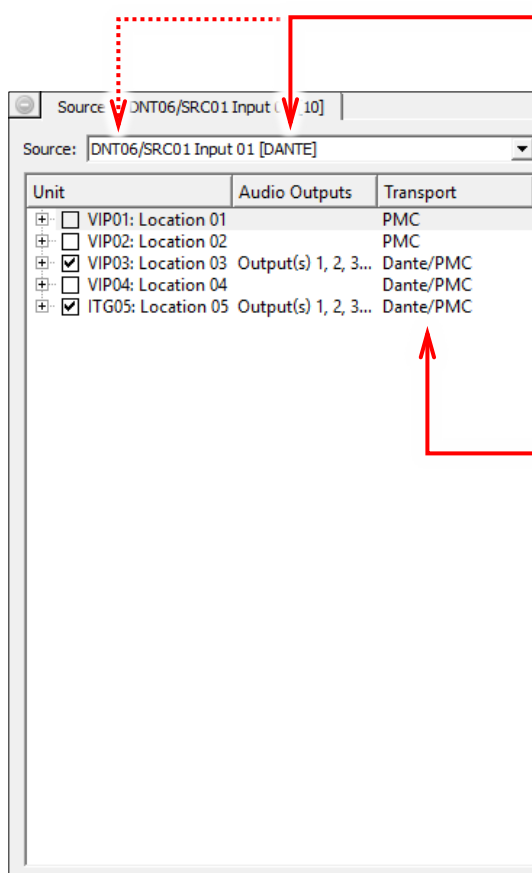 Source DNT06/SRC01 Input 10]
Source: DNT06/SRC01 Input 01 [DANTE]
Unit Audio Outputs Transport
VIP01: Location 01 PMC
VIP02: Location 02 PMC
VIP03: Location 03 Output(s) 1, 2, 3... Dante/PMC
VIP04: Location 04 Dante/PMC
ITG05: Location 05 Output(s) 1, 2, 3... Dante/PMC